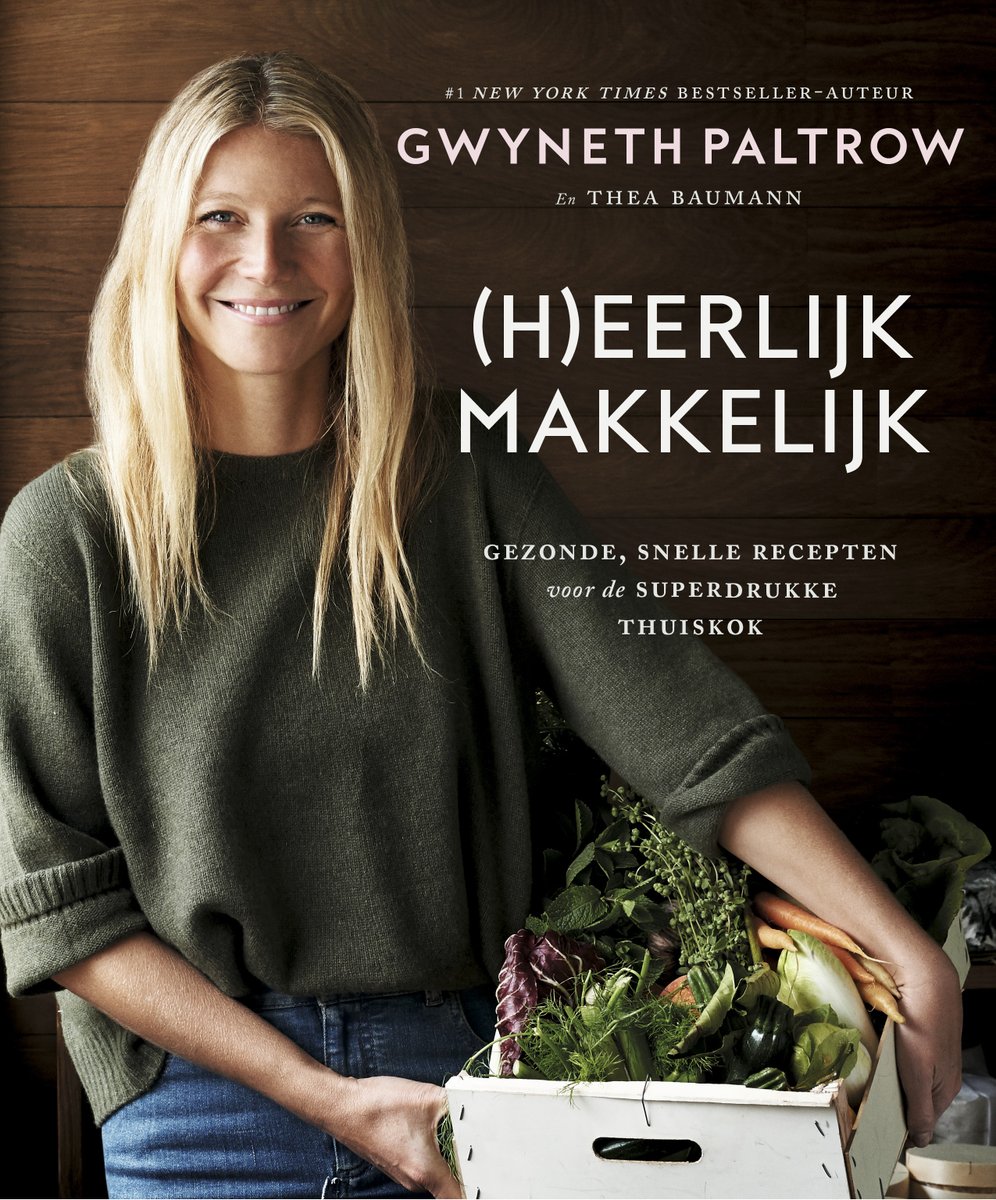 #1 NEW YORK TIMES BESTSELLER-AUTEUR
GWYNETH PALTROW
En THEA BAUMANN
(H)EERLIJK
MAKKELIJK
GEZONDE, SNELLE RECEPTEN
voor de SUPERDRUKKE
THUISKOK